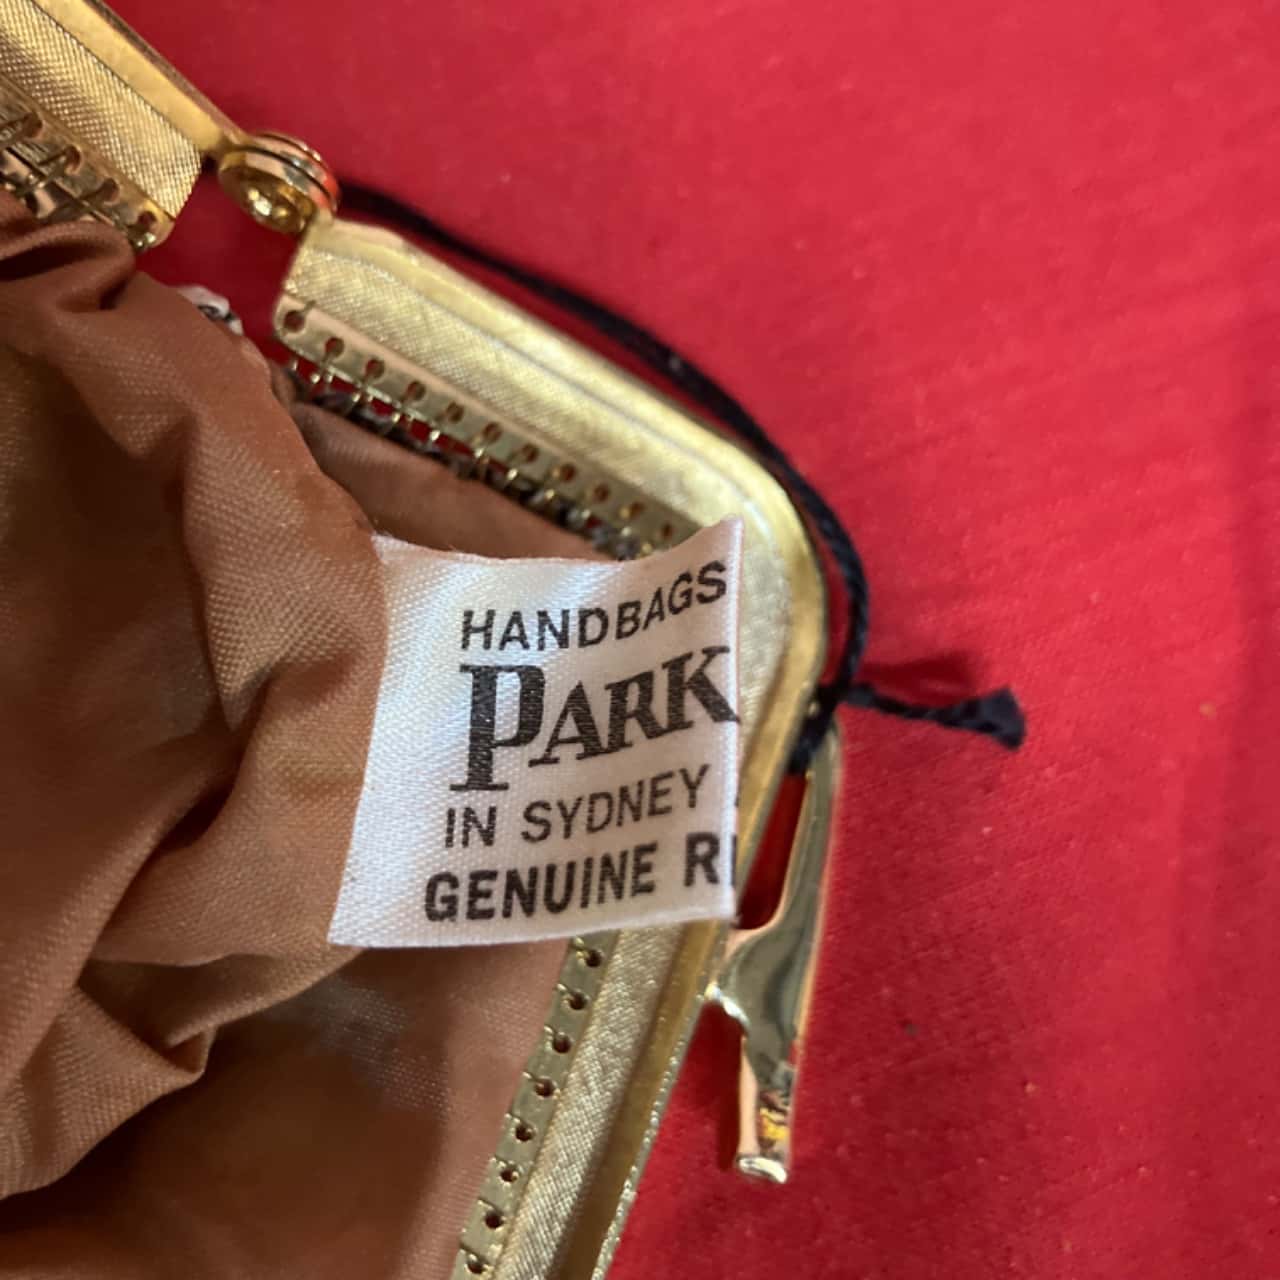 HANDBAGS
PARK
IN SYDNEY
GENUINE R